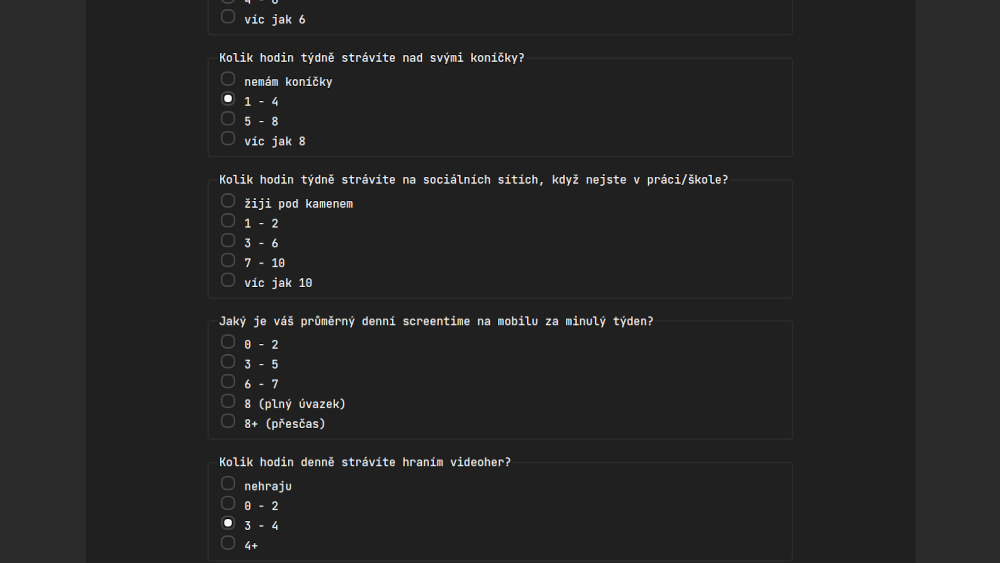 víc jak 6
Kolik hodin týdně strávíte nad svými koníčky?
nemám koníčky
1 - 4
5 - 8
víc jak 8
Kolik hodin týdně strávíte na sociálních sítích, když nejste v práci/škole?
žiji pod kamenem
1 - 2
3 - 6
7 - 10
víc jak 10
Jaký je váš průměrný denní screentime na mobilu za minulý týden?
0 - 2
3 - 5
6 - 7
8 (plný úvazek)
8+ (přesčas)
Kolik hodin denně strávíte hraním videoher?
nehraju
0 - 2
3 - 4
4+